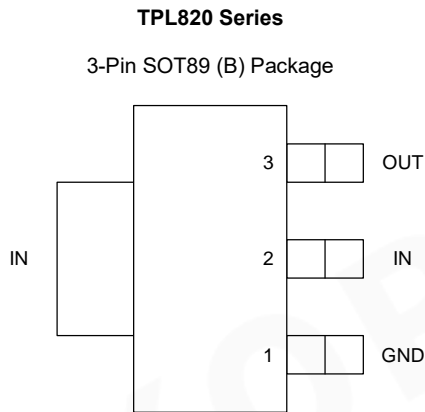 TPL820 Series
3-Pin SOT89 (B) Package
3 OUT
IN 2 IN
1 GND